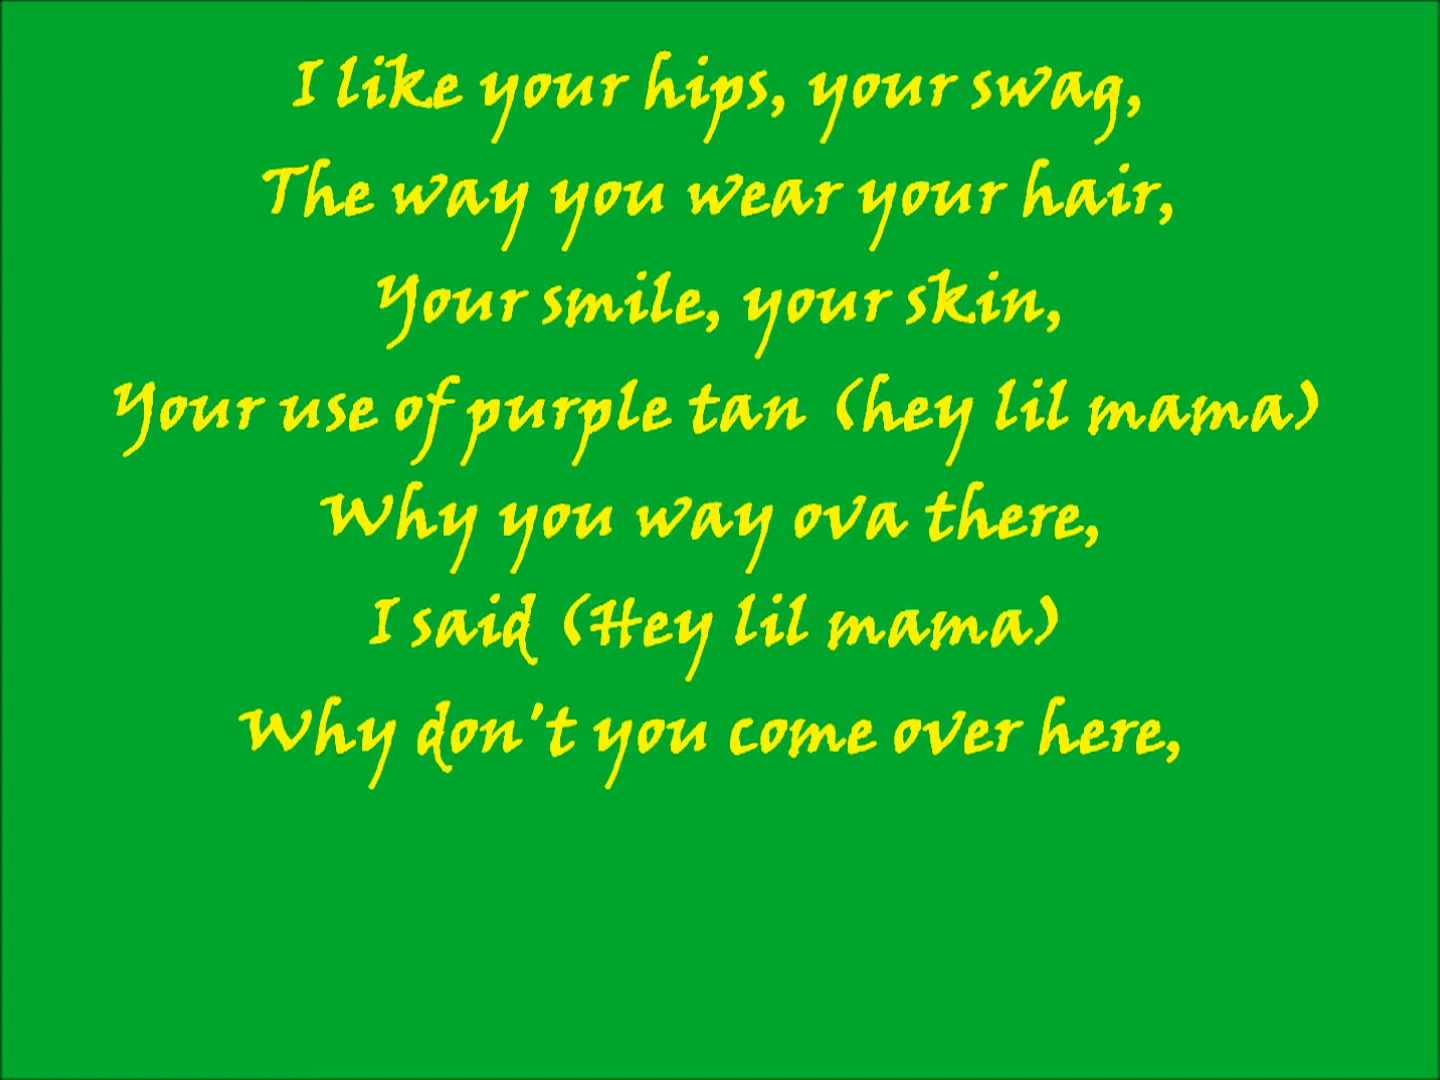 I like your hips, your swag,
The way you wear your hair,
Your smile, your skin,
Your use of purple tan (hey lil mama)
Why you way ova there,
I said (Hey lil mama)
Why don't you come over here,